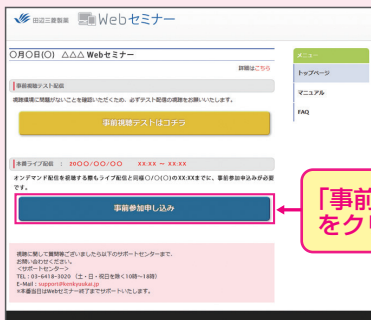 田辺三菱製薬 Webセミナー
〇月〇日(〇) △△△ Webセミナー
詳細はこちら
事前視聴テスト配信
視聴環境に問題がないことを確認いただくため、必ずテスト配信の視聴をお願いいたします。
事前視聴テストはコチラ
本番ライブ配信 : 20〇〇/〇〇/〇〇 XX:XX ー XX:XX
オンデマンド配信を視聴する際もライブ配信と同様〇/〇(〇)のXX:XXまでに、事前参加申込みが必要
です。
事前参加申し込み
視聴に関して質問等ございましたら以下のサポートセンターまで、
お問い合わせください。
<サポートセンター>
TEL:03-6418-3020 (土・日・祝日を除く10時〜18時)
E-Mail:support@kenkyuukai.jp
※本番当日はWebセミナー終了までサポートいたします。
メニュー
トップページ
マニュアル
FAQ
「事前
をクリ